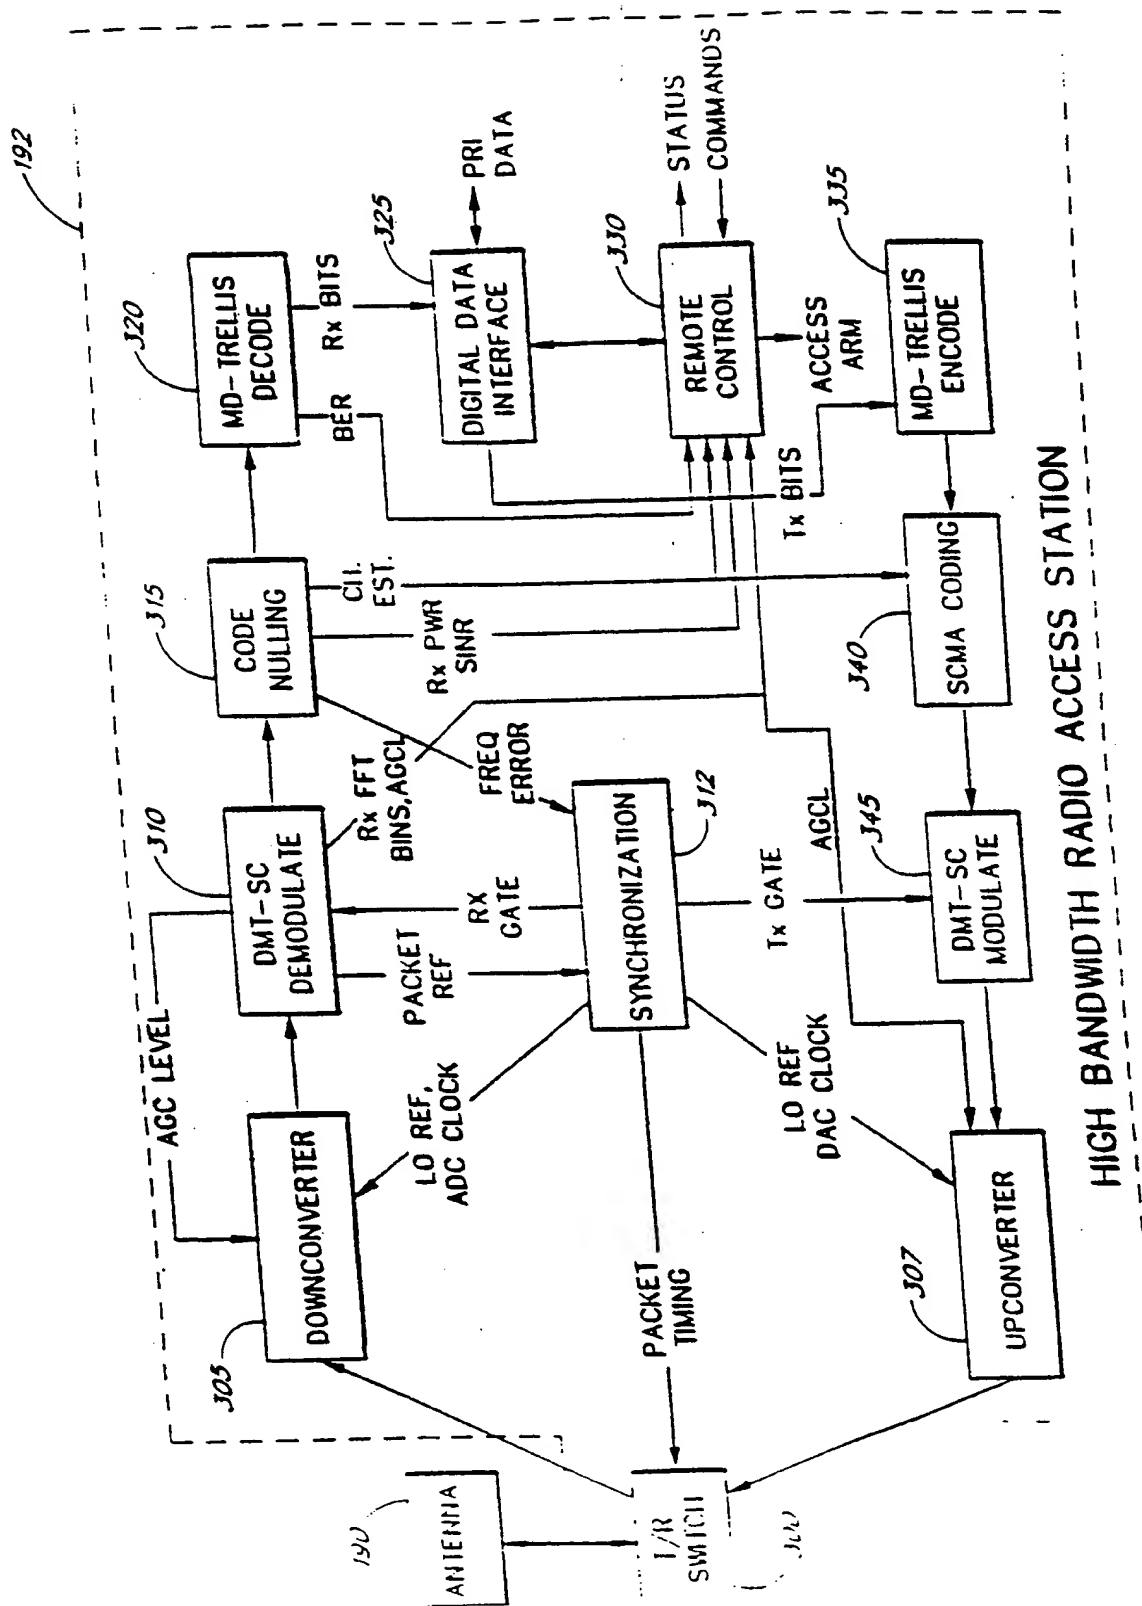 192
320
MD-TRELLIS
DECODE
BER
Rx BITS
325
DIGITAL DATA
INTERFACE
PRI
DATA
330
REMOTE
CONTROL
STATUS
COMMANDS
ACCESS
ARM
335
MD-TRELLIS
ENCODE
Tx BITS
315
CODE
NULLING
CH.
EST.
Rx PWR
SINR
FREQ
ERROR
340
SCMA CODING
310
DMT-SC
DEMODULATE
Rx FFT
BINS, AGCL
RX
GATE
PACKET
REF
AGC LEVEL
312
SYNCHRONIZATION
Tx GATE
AGCL
345
DMT-SC
MODULATE
305
DOWNCONVERTER
LO REF,
ADC CLOCK
LO REF
DAC CLOCK
PACKET
TIMING
307
UPCONVERTER
190
ANTENNA
T/R
SWITCH
300
HIGH BANDWIDTH RADIO ACCESS STATION